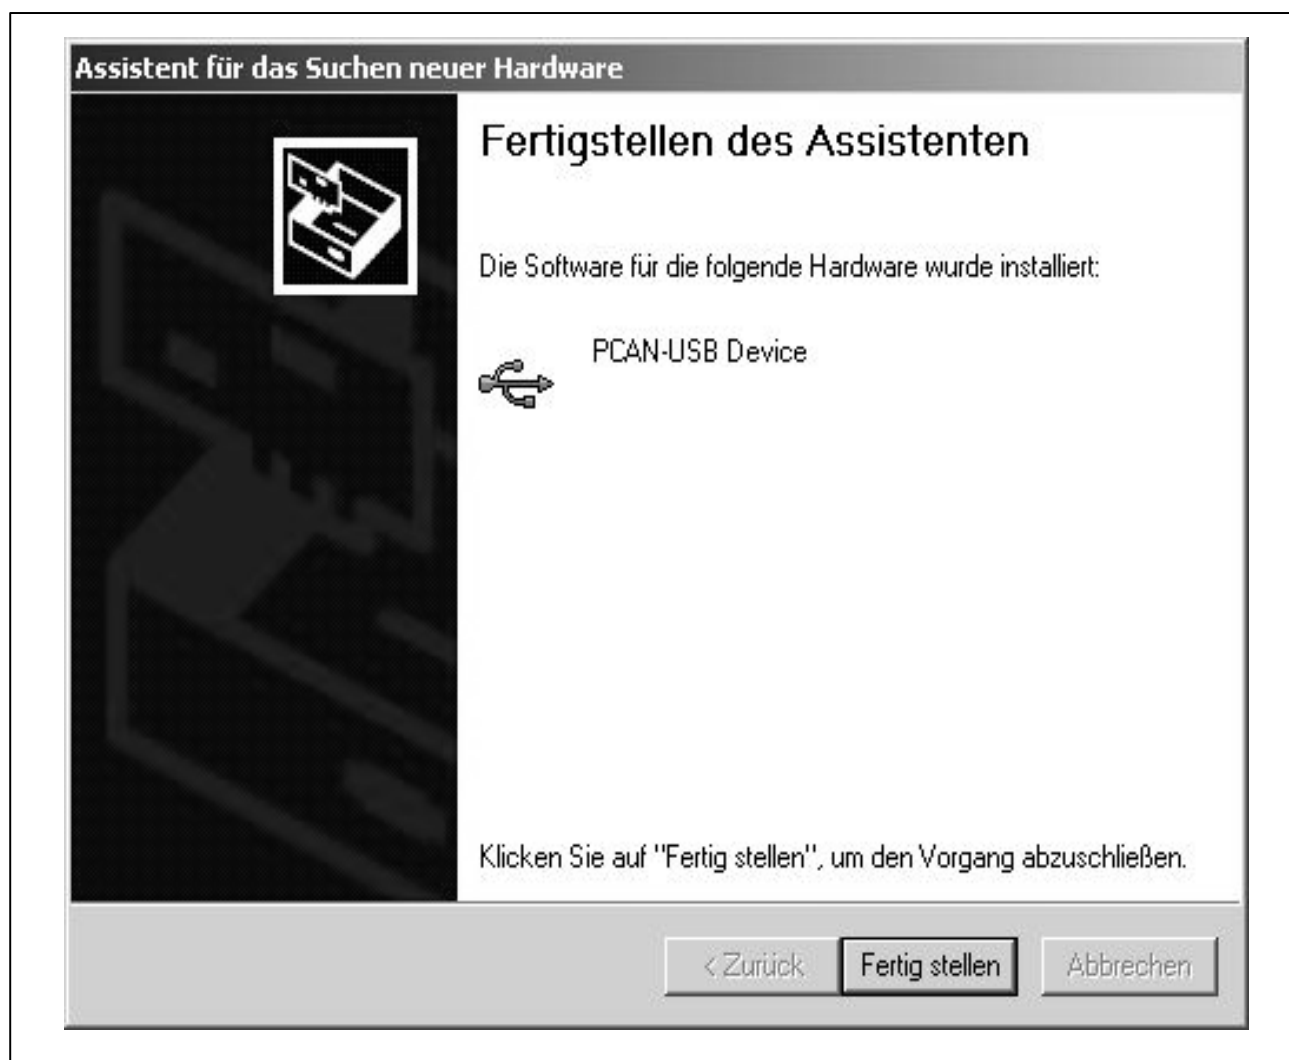 Assistent für das Suchen neuer Hardware
Fertigstellen des Assistenten
Die Software für die folgende Hardware wurde installiert:
PCAN-USB Device
Klicken Sie auf "Fertig stellen", um den Vorgang abzuschließen.
< Zurück
Fertig stellen
Abbrechen